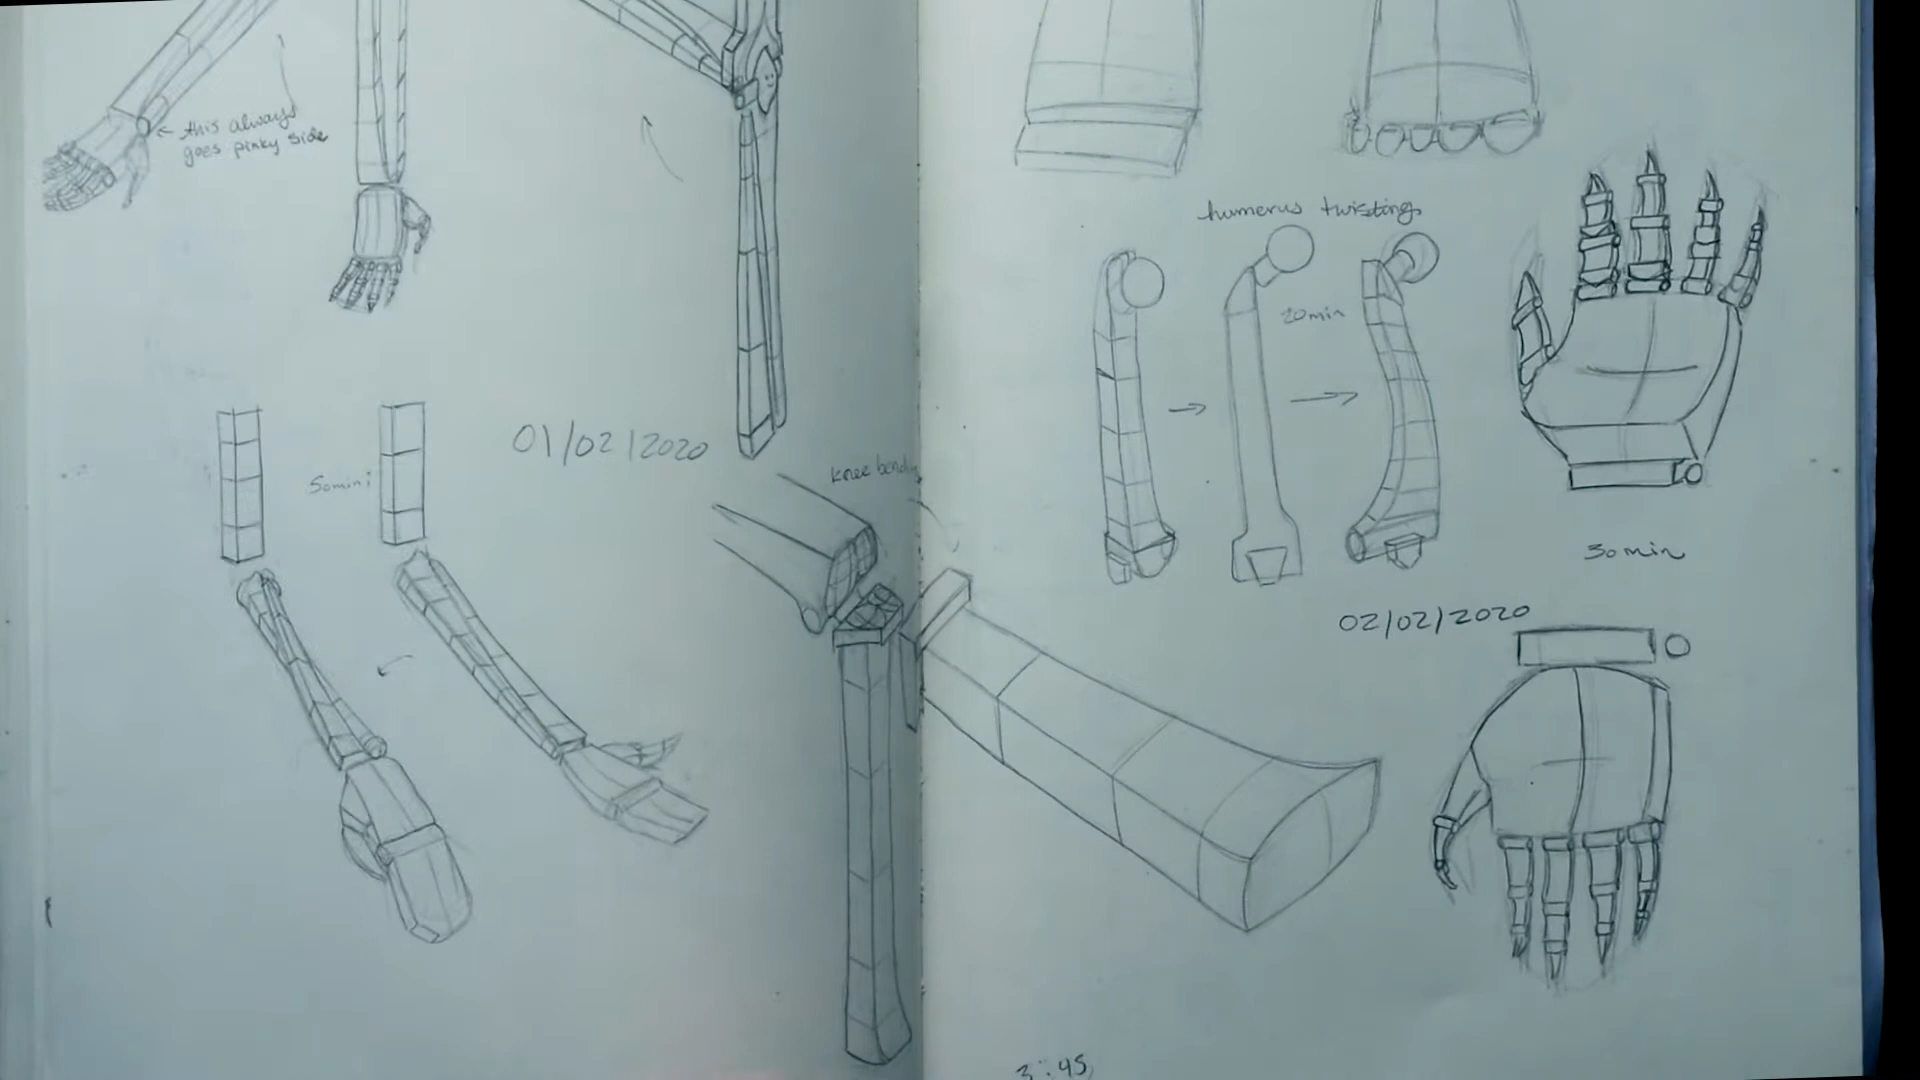 this always
goes pinky side
01/02/2020
50min
knee bending
humerus twisting
20min
30min
02/02/2020
3:45